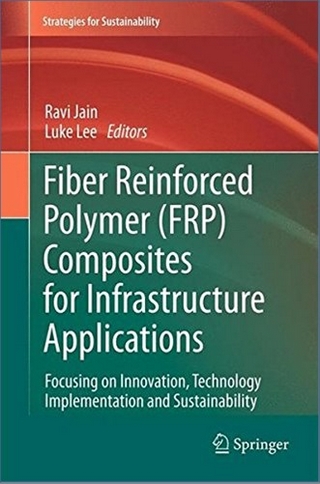 Strategies for Sustainability
Ravi Jain
Luke Lee Editors
Fiber Reinforced
Polymer (FRP)
Composites
for Infrastructure
Applications
Focusing on Innovation, Technology
Implementation and Sustainability
Springer